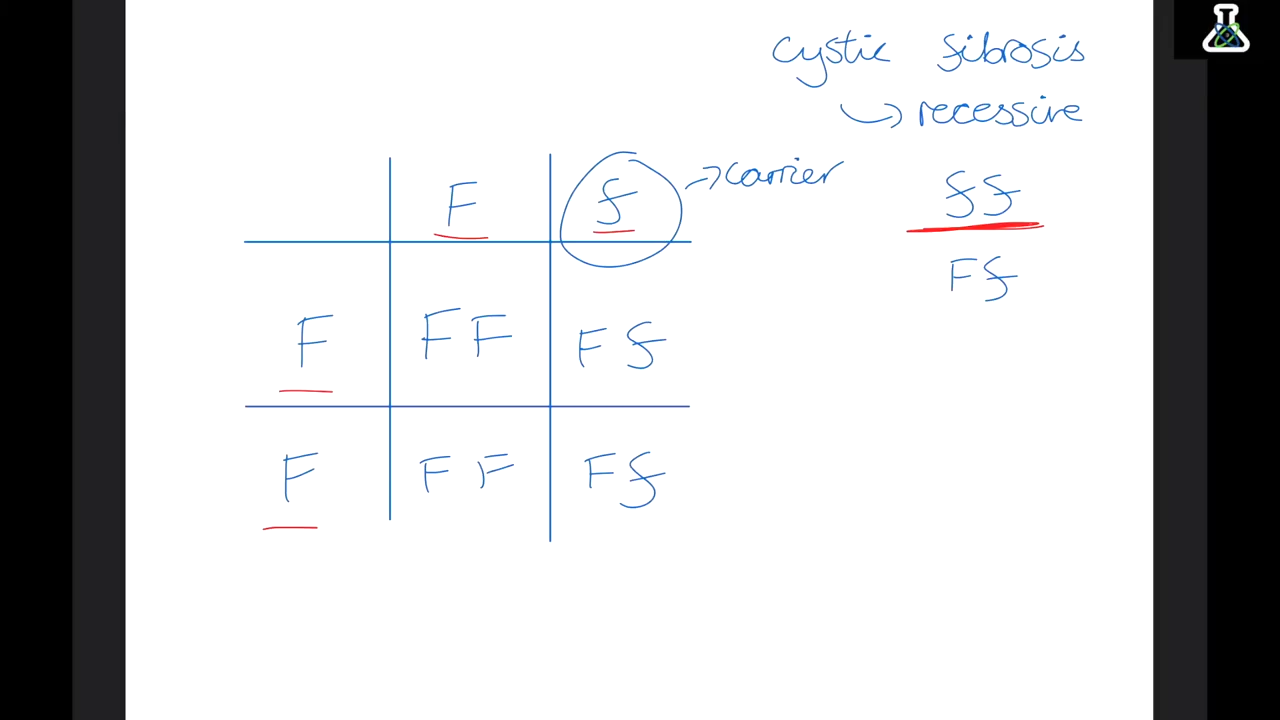 cystic fibrosis
↳ recessive
F f → carrier
ff
Ff
F FF Ff
F FF Ff